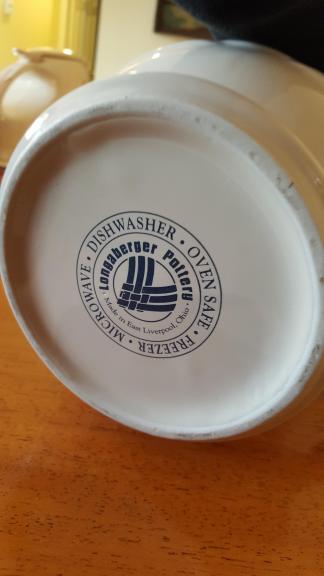 • DISHWASHER • OVEN SAFE • FREEZER • MICROWAVE
Longaberger Pottery
• Made in East Liverpool, Ohio •